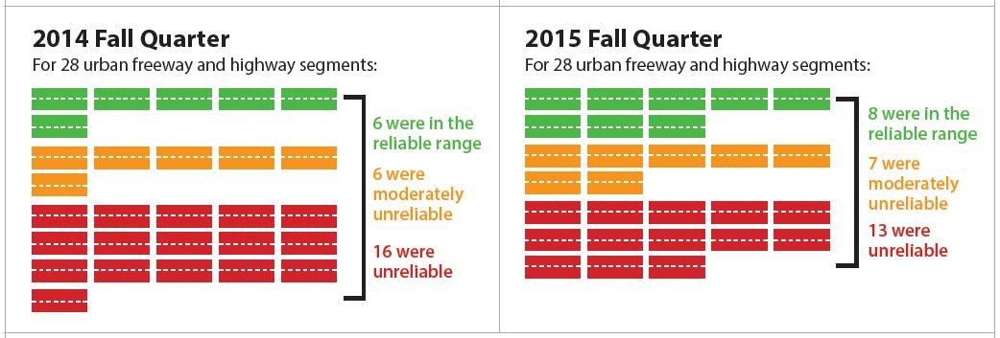 2014 Fall Quarter
For 28 urban freeway and highway segments:
6 were in the
reliable range
6 were
moderately
unreliable
16 were
unreliable
2015 Fall Quarter
For 28 urban freeway and highway segments:
8 were in the
reliable range
7 were
moderately
unreliable
13 were
unreliable